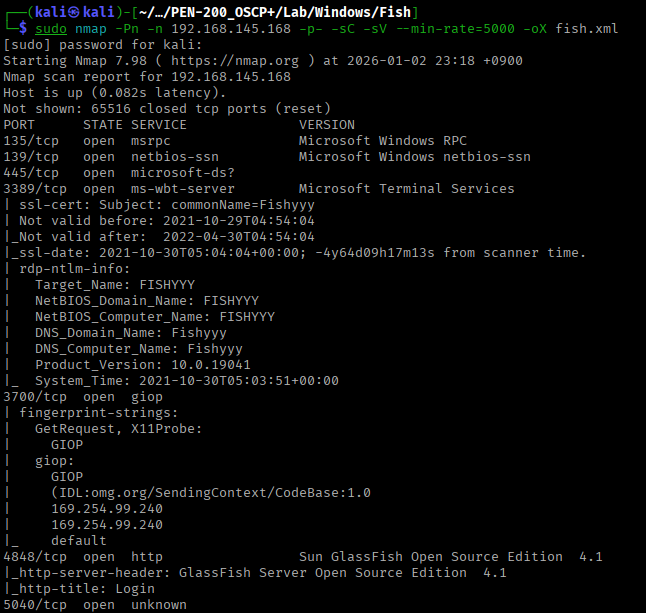 ┌──(kali㉿kali)-[~/…/PEN-200_OSCP+/Lab/Windows/Fish]
└─$ sudo nmap -Pn -n 192.168.145.168 -p- -sC -sV --min-rate=5000 -oX fish.xml
[sudo] password for kali:
Starting Nmap 7.98 ( https://nmap.org ) at 2026-01-02 23:18 +0900
Nmap scan report for 192.168.145.168
Host is up (0.082s latency).
Not shown: 65516 closed tcp ports (reset)
PORT      STATE SERVICE              VERSION
135/tcp   open  msrpc                Microsoft Windows RPC
139/tcp   open  netbios-ssn          Microsoft Windows netbios-ssn
445/tcp   open  microsoft-ds?
3389/tcp  open  ms-wbt-server        Microsoft Terminal Services
| ssl-cert: Subject: commonName=Fishyyy
| Not valid before: 2021-10-29T04:54:04
|_Not valid after:  2022-04-30T04:54:04
|_ssl-date: 2021-10-30T05:04:04+00:00; -4y64d09h17m13s from scanner time.
| rdp-ntlm-info:
|   Target_Name: FISHYYY
|   NetBIOS_Domain_Name: FISHYYY
|   NetBIOS_Computer_Name: FISHYYY
|   DNS_Domain_Name: Fishyyy
|   DNS_Computer_Name: Fishyyy
|   Product_Version: 10.0.19041
|_  System_Time: 2021-10-30T05:03:51+00:00
3700/tcp  open  giop
| fingerprint-strings:
|   GetRequest, X11Probe:
|     GIOP
|   giop:
|     GIOP
|     (IDL:omg.org/SendingContext/CodeBase:1.0
|     169.254.99.240
|     169.254.99.240
|_    default
4848/tcp  open  http                 Sun GlassFish Open Source Edition  4.1
|_http-server-header: GlassFish Server Open Source Edition  4.1
|_http-title: Login
5040/tcp  open  unknown